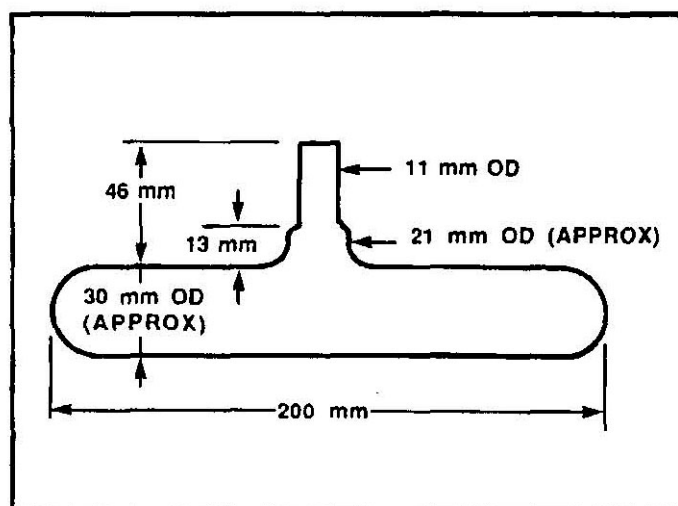 11 mm OD
46 mm
13 mm
21 mm OD (APPROX)
30 mm OD
(APPROX)
200 mm